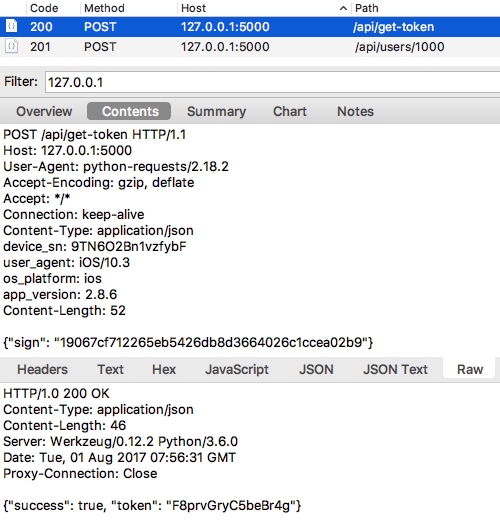 Code Method Host Path
200 POST 127.0.0.1:5000 /api/get-token
201 POST 127.0.0.1:5000 /api/users/1000
Filter: 127.0.0.1
Overview Contents Summary Chart Notes
POST /api/get-token HTTP/1.1
Host: 127.0.0.1:5000
User-Agent: python-requests/2.18.2
Accept-Encoding: gzip, deflate
Accept: */*
Connection: keep-alive
Content-Type: application/json
device_sn: 9TN6O2Bn1vzfybF
user_agent: iOS/10.3
os_platform: ios
app_version: 2.8.6
Content-Length: 52
{"sign": "19067cf712265eb5426db8d3664026c1ccea02b9"}
Headers Text Hex JavaScript JSON JSON Text Raw
HTTP/1.0 200 OK
Content-Type: application/json
Content-Length: 46
Server: Werkzeug/0.12.2 Python/3.6.0
Date: Tue, 01 Aug 2017 07:56:31 GMT
Proxy-Connection: Close
{"success": true, "token": "F8prvGryC5beBr4g"}